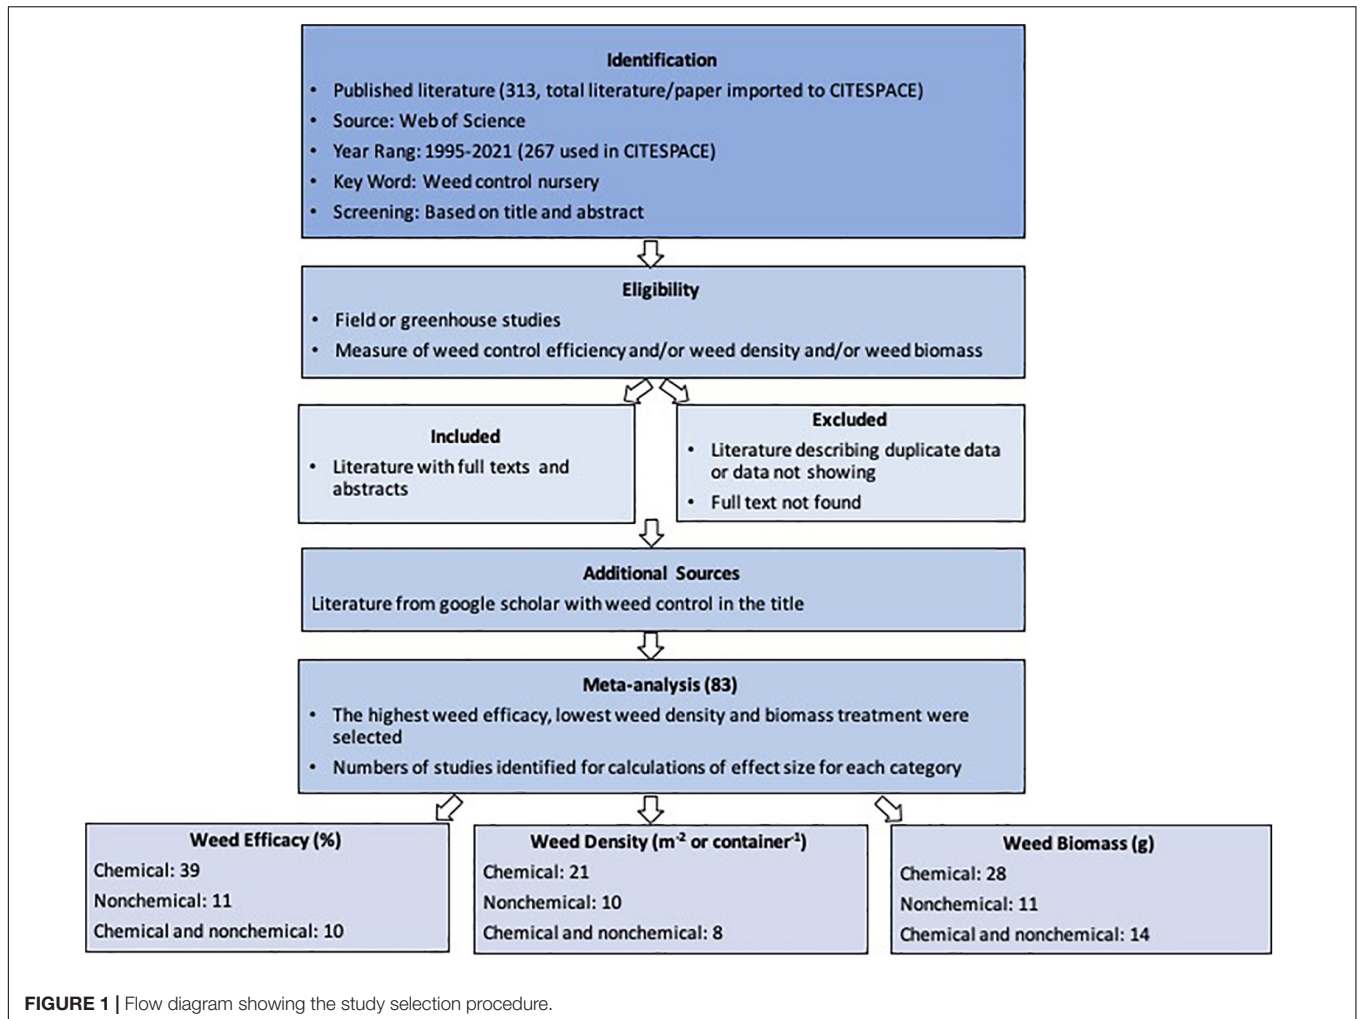 Identification
• Published literature (313, total literature/paper imported to CITESPACE)
• Source: Web of Science
• Year Rang: 1995-2021 (267 used in CITESPACE)
• Key Word: Weed control nursery
• Screening: Based on title and abstract
Eligibility
• Field or greenhouse studies
• Measure of weed control efficiency and/or weed density and/or weed biomass
Included
• Literature with full texts and
abstracts
Excluded
• Literature describing duplicate data
or data not showing
• Full text not found
Additional Sources
Literature from google scholar with weed control in the title
Meta-analysis (83)
• The highest weed efficacy, lowest weed density and biomass treatment were
selected
• Numbers of studies identified for calculations of effect size for each category
Weed Efficacy (%)
Chemical: 39
Nonchemical: 11
Chemical and nonchemical: 10
Weed Density (m⁻² or container⁻¹)
Chemical: 21
Nonchemical: 10
Chemical and nonchemical: 8
Weed Biomass (g)
Chemical: 28
Nonchemical: 11
Chemical and nonchemical: 14
FIGURE 1 | Flow diagram showing the study selection procedure.